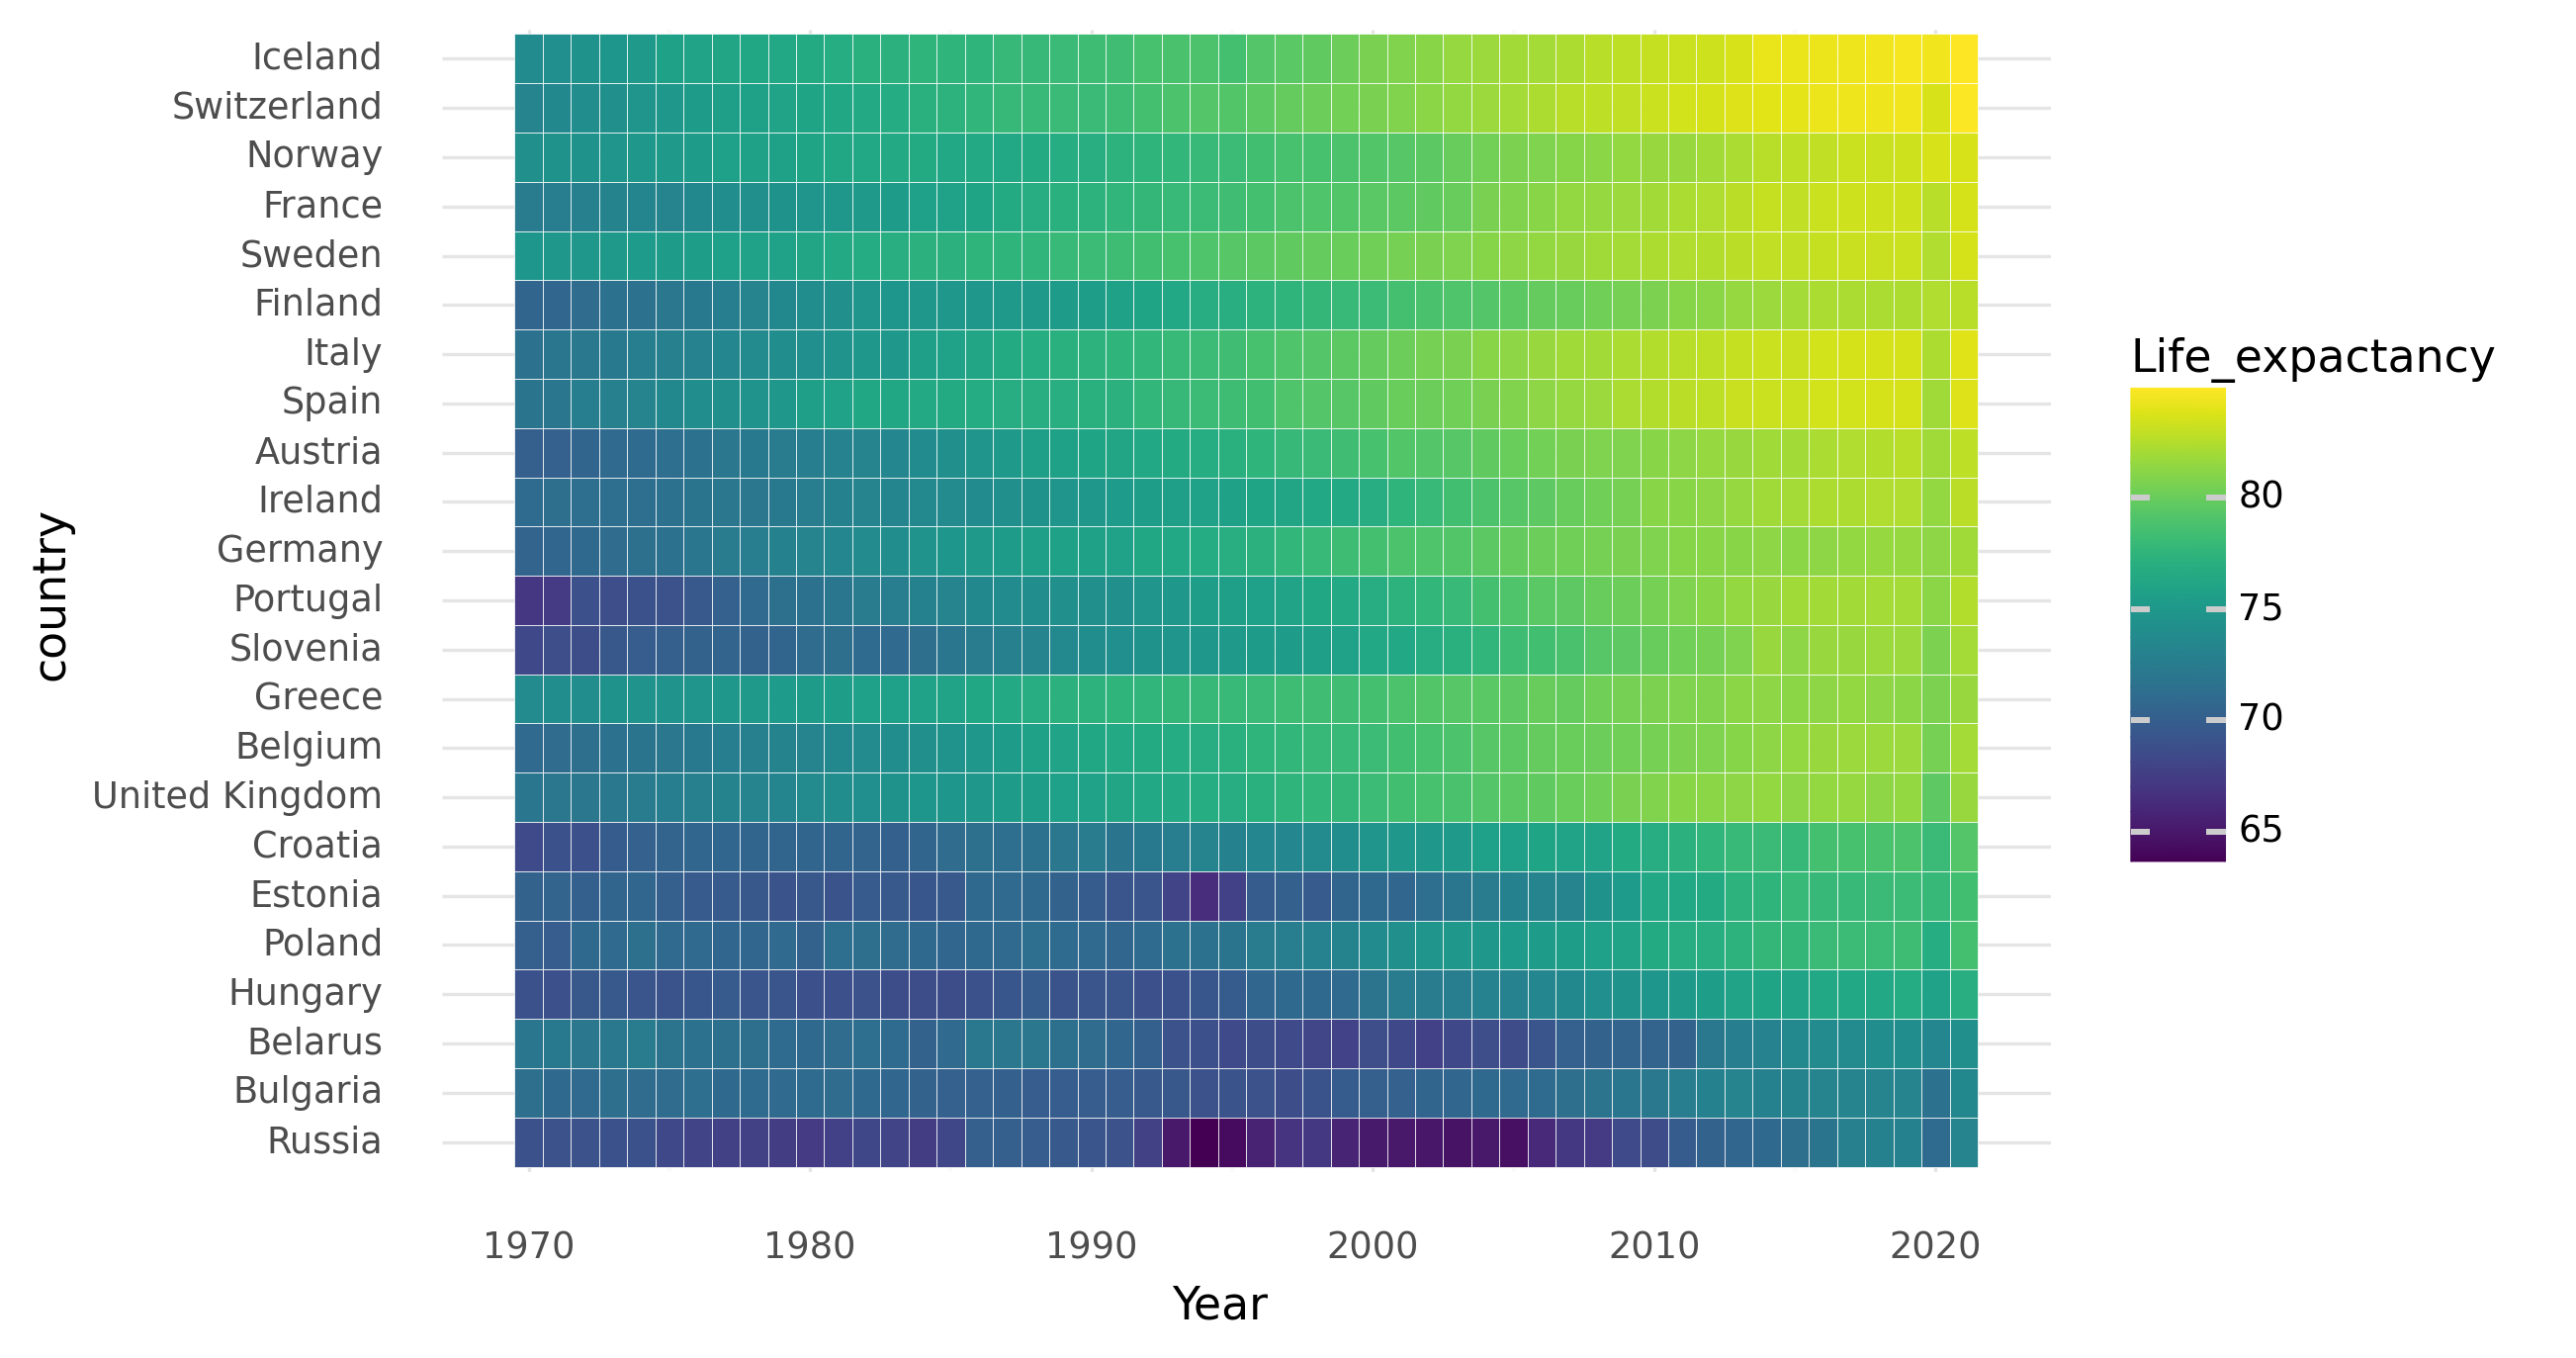 Iceland
Switzerland
Norway
France
Sweden
Finland
Italy
Spain
Austria
Ireland
Germany
Portugal
Slovenia
Greece
Belgium
United Kingdom
Croatia
Estonia
Poland
Hungary
Belarus
Bulgaria
Russia
country
1970 1980 1990 2000 2010 2020
Year
Life_expactancy
80
75
70
65